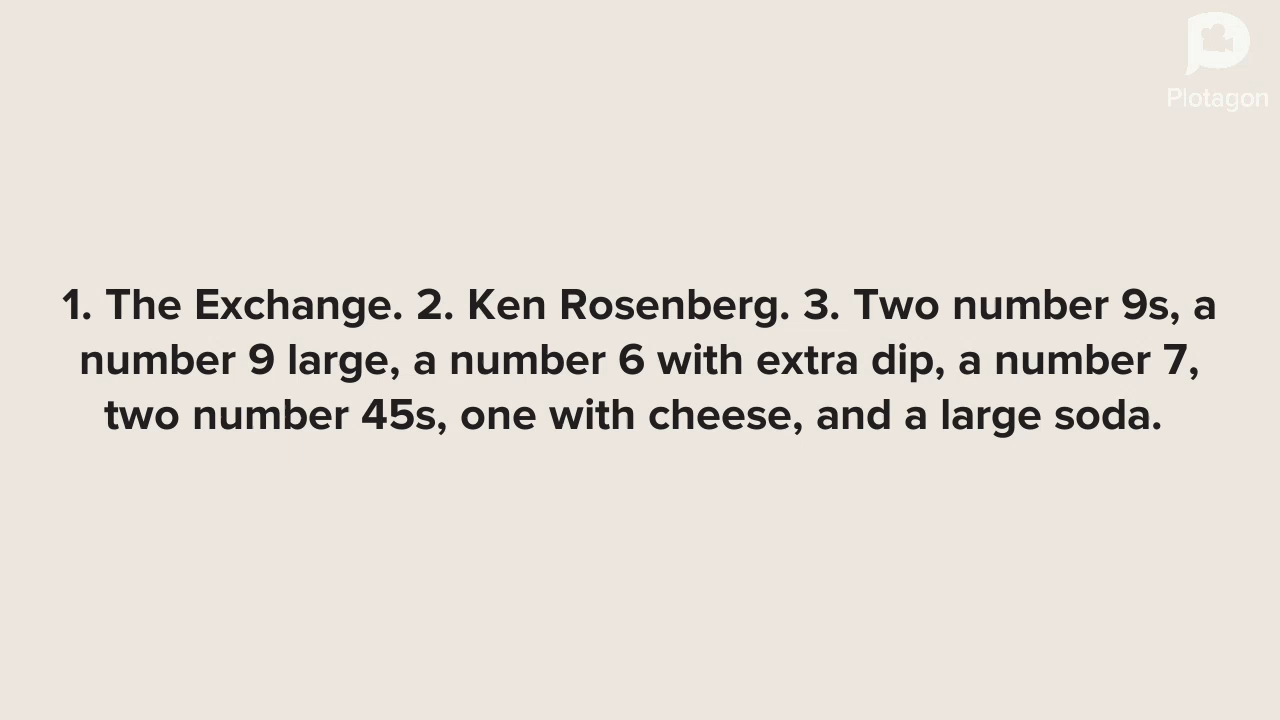 Plotagon
1. The Exchange. 2. Ken Rosenberg. 3. Two number 9s, a
number 9 large, a number 6 with extra dip, a number 7,
two number 45s, one with cheese, and a large soda.